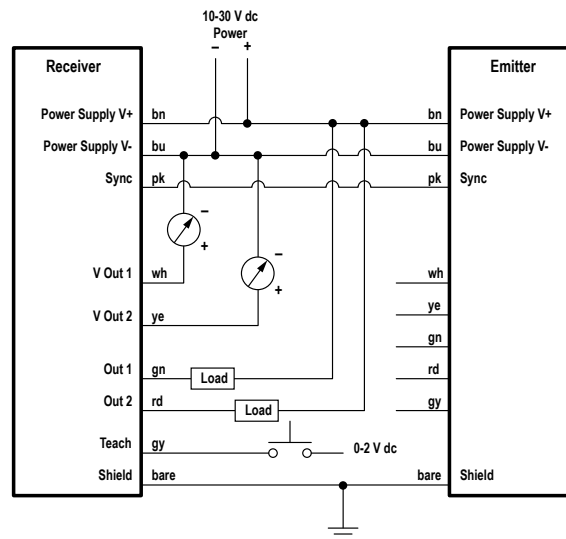 10-30 V dc
Power
– +
Receiver
Emitter
Power Supply V+ bn bn Power Supply V+
Power Supply V- bu bu Power Supply V-
Sync pk pk Sync
–
+
–
+
V Out 1 wh wh
V Out 2 ye ye
gn
Out 1 gn Load rd
Out 2 rd Load gy
Teach gy 0-2 V dc
Shield bare bare Shield